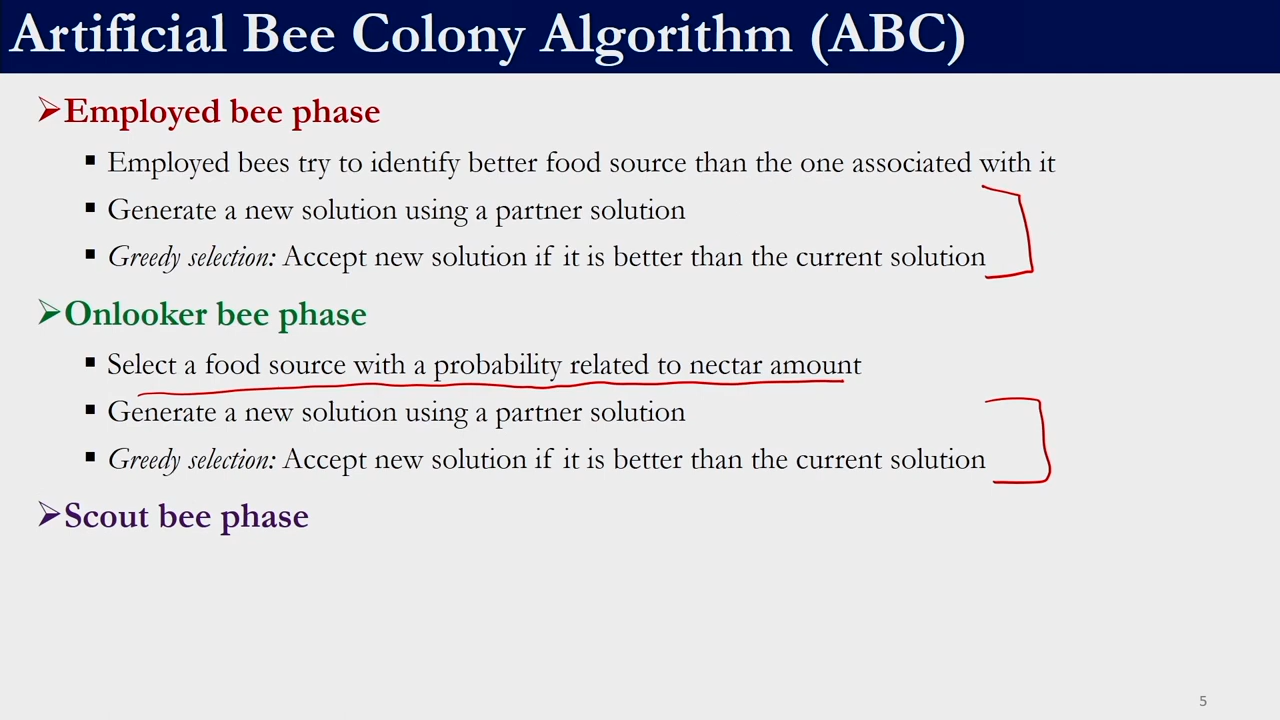 Artificial Bee Colony Algorithm (ABC)
➢Employed bee phase
▪ Employed bees try to identify better food source than the one associated with it
▪ Generate a new solution using a partner solution
▪ Greedy selection: Accept new solution if it is better than the current solution
➢Onlooker bee phase
▪ Select a food source with a probability related to nectar amount
▪ Generate a new solution using a partner solution
▪ Greedy selection: Accept new solution if it is better than the current solution
➢Scout bee phase
5